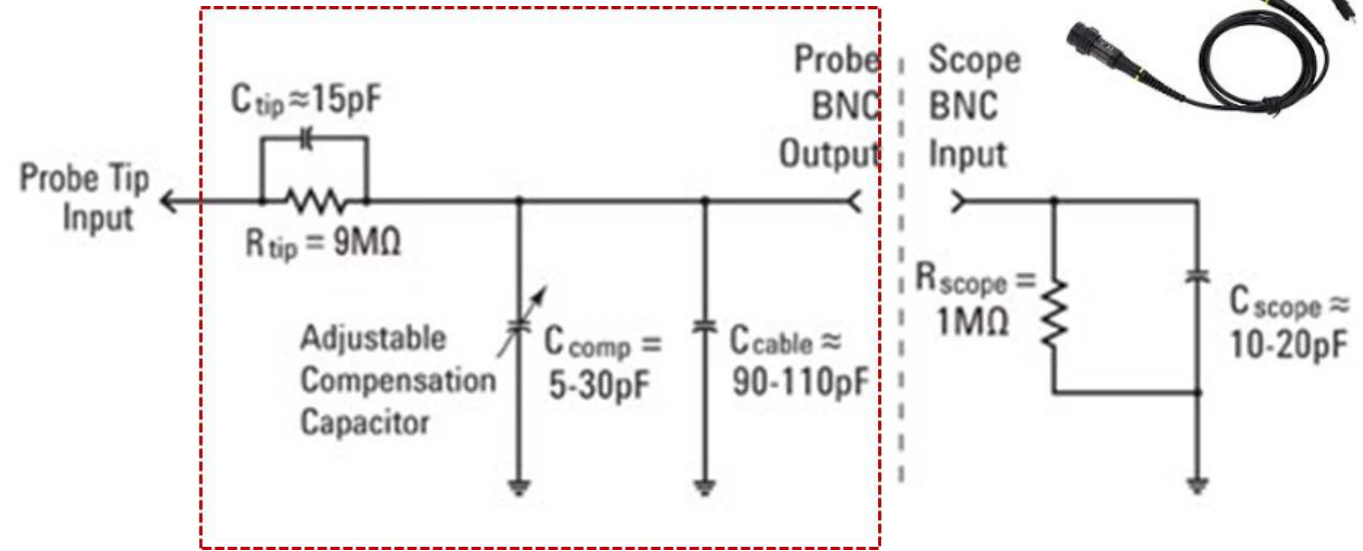 Probe Tip
Input
C tip ≈15pF
R tip = 9MΩ
Adjustable
Compensation
Capacitor
C comp =
5-30pF
C cable ≈
90-110pF
Probe
BNC
Output
Scope
BNC
Input
R scope =
1MΩ
C scope ≈
10-20pF